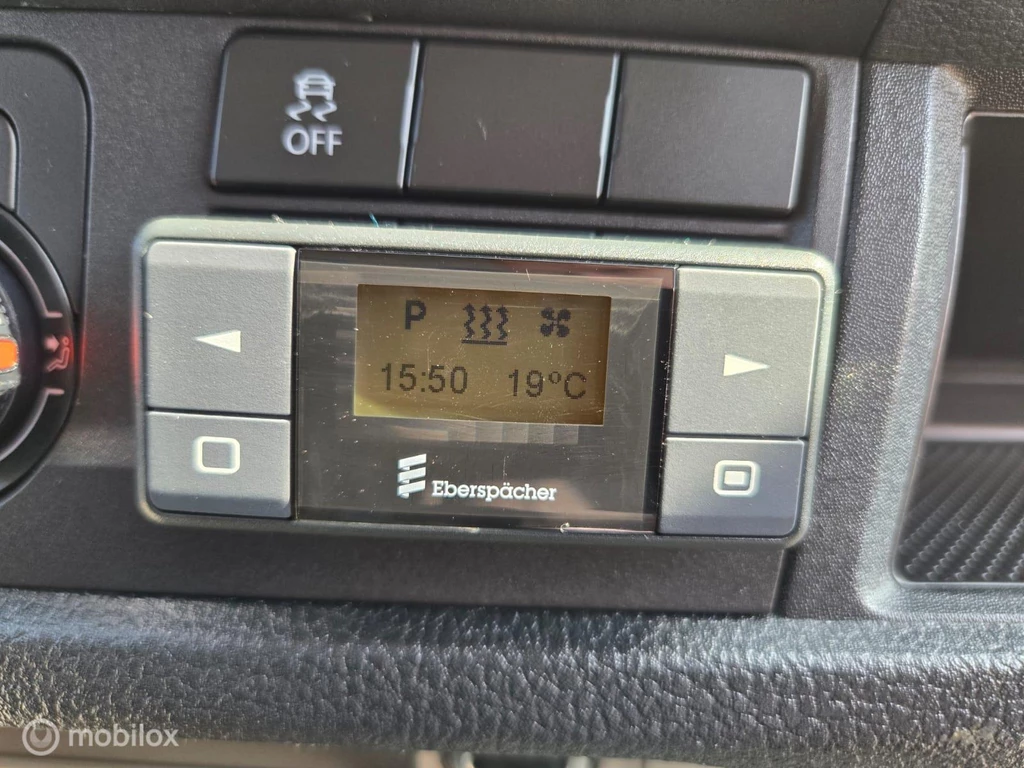 OFF
P
15:50 19°C
Eberspächer
mobilox